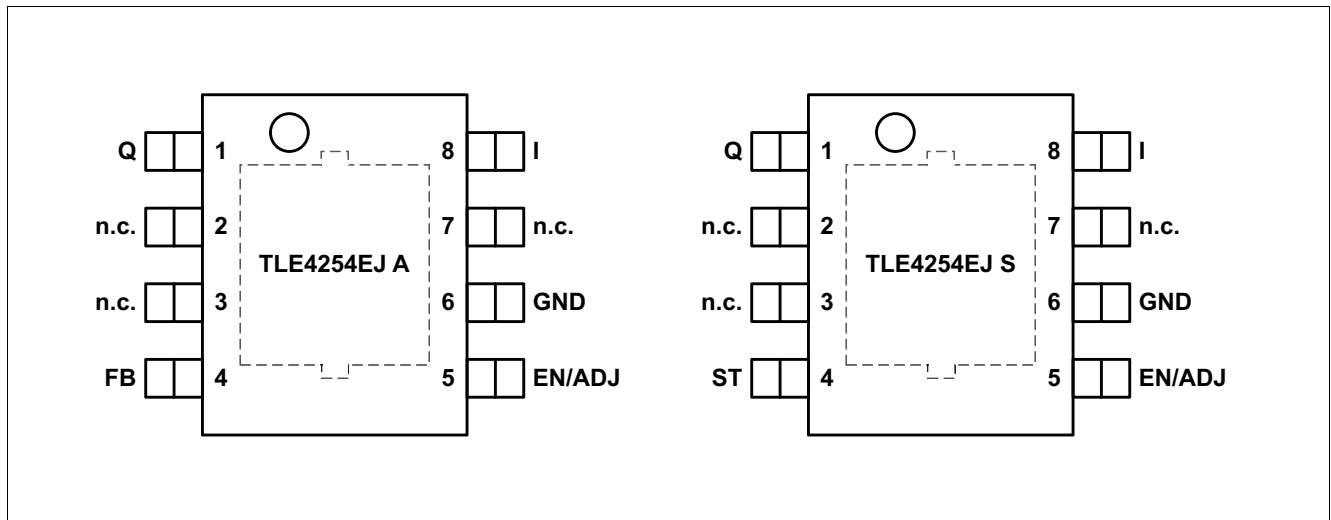 Q 1 8 I
n.c. 2 7 n.c.
TLE4254EJ A
n.c. 3 6 GND
FB 4 5 EN/ADJ
Q 1 8 I
n.c. 2 7 n.c.
TLE4254EJ S
n.c. 3 6 GND
ST 4 5 EN/ADJ